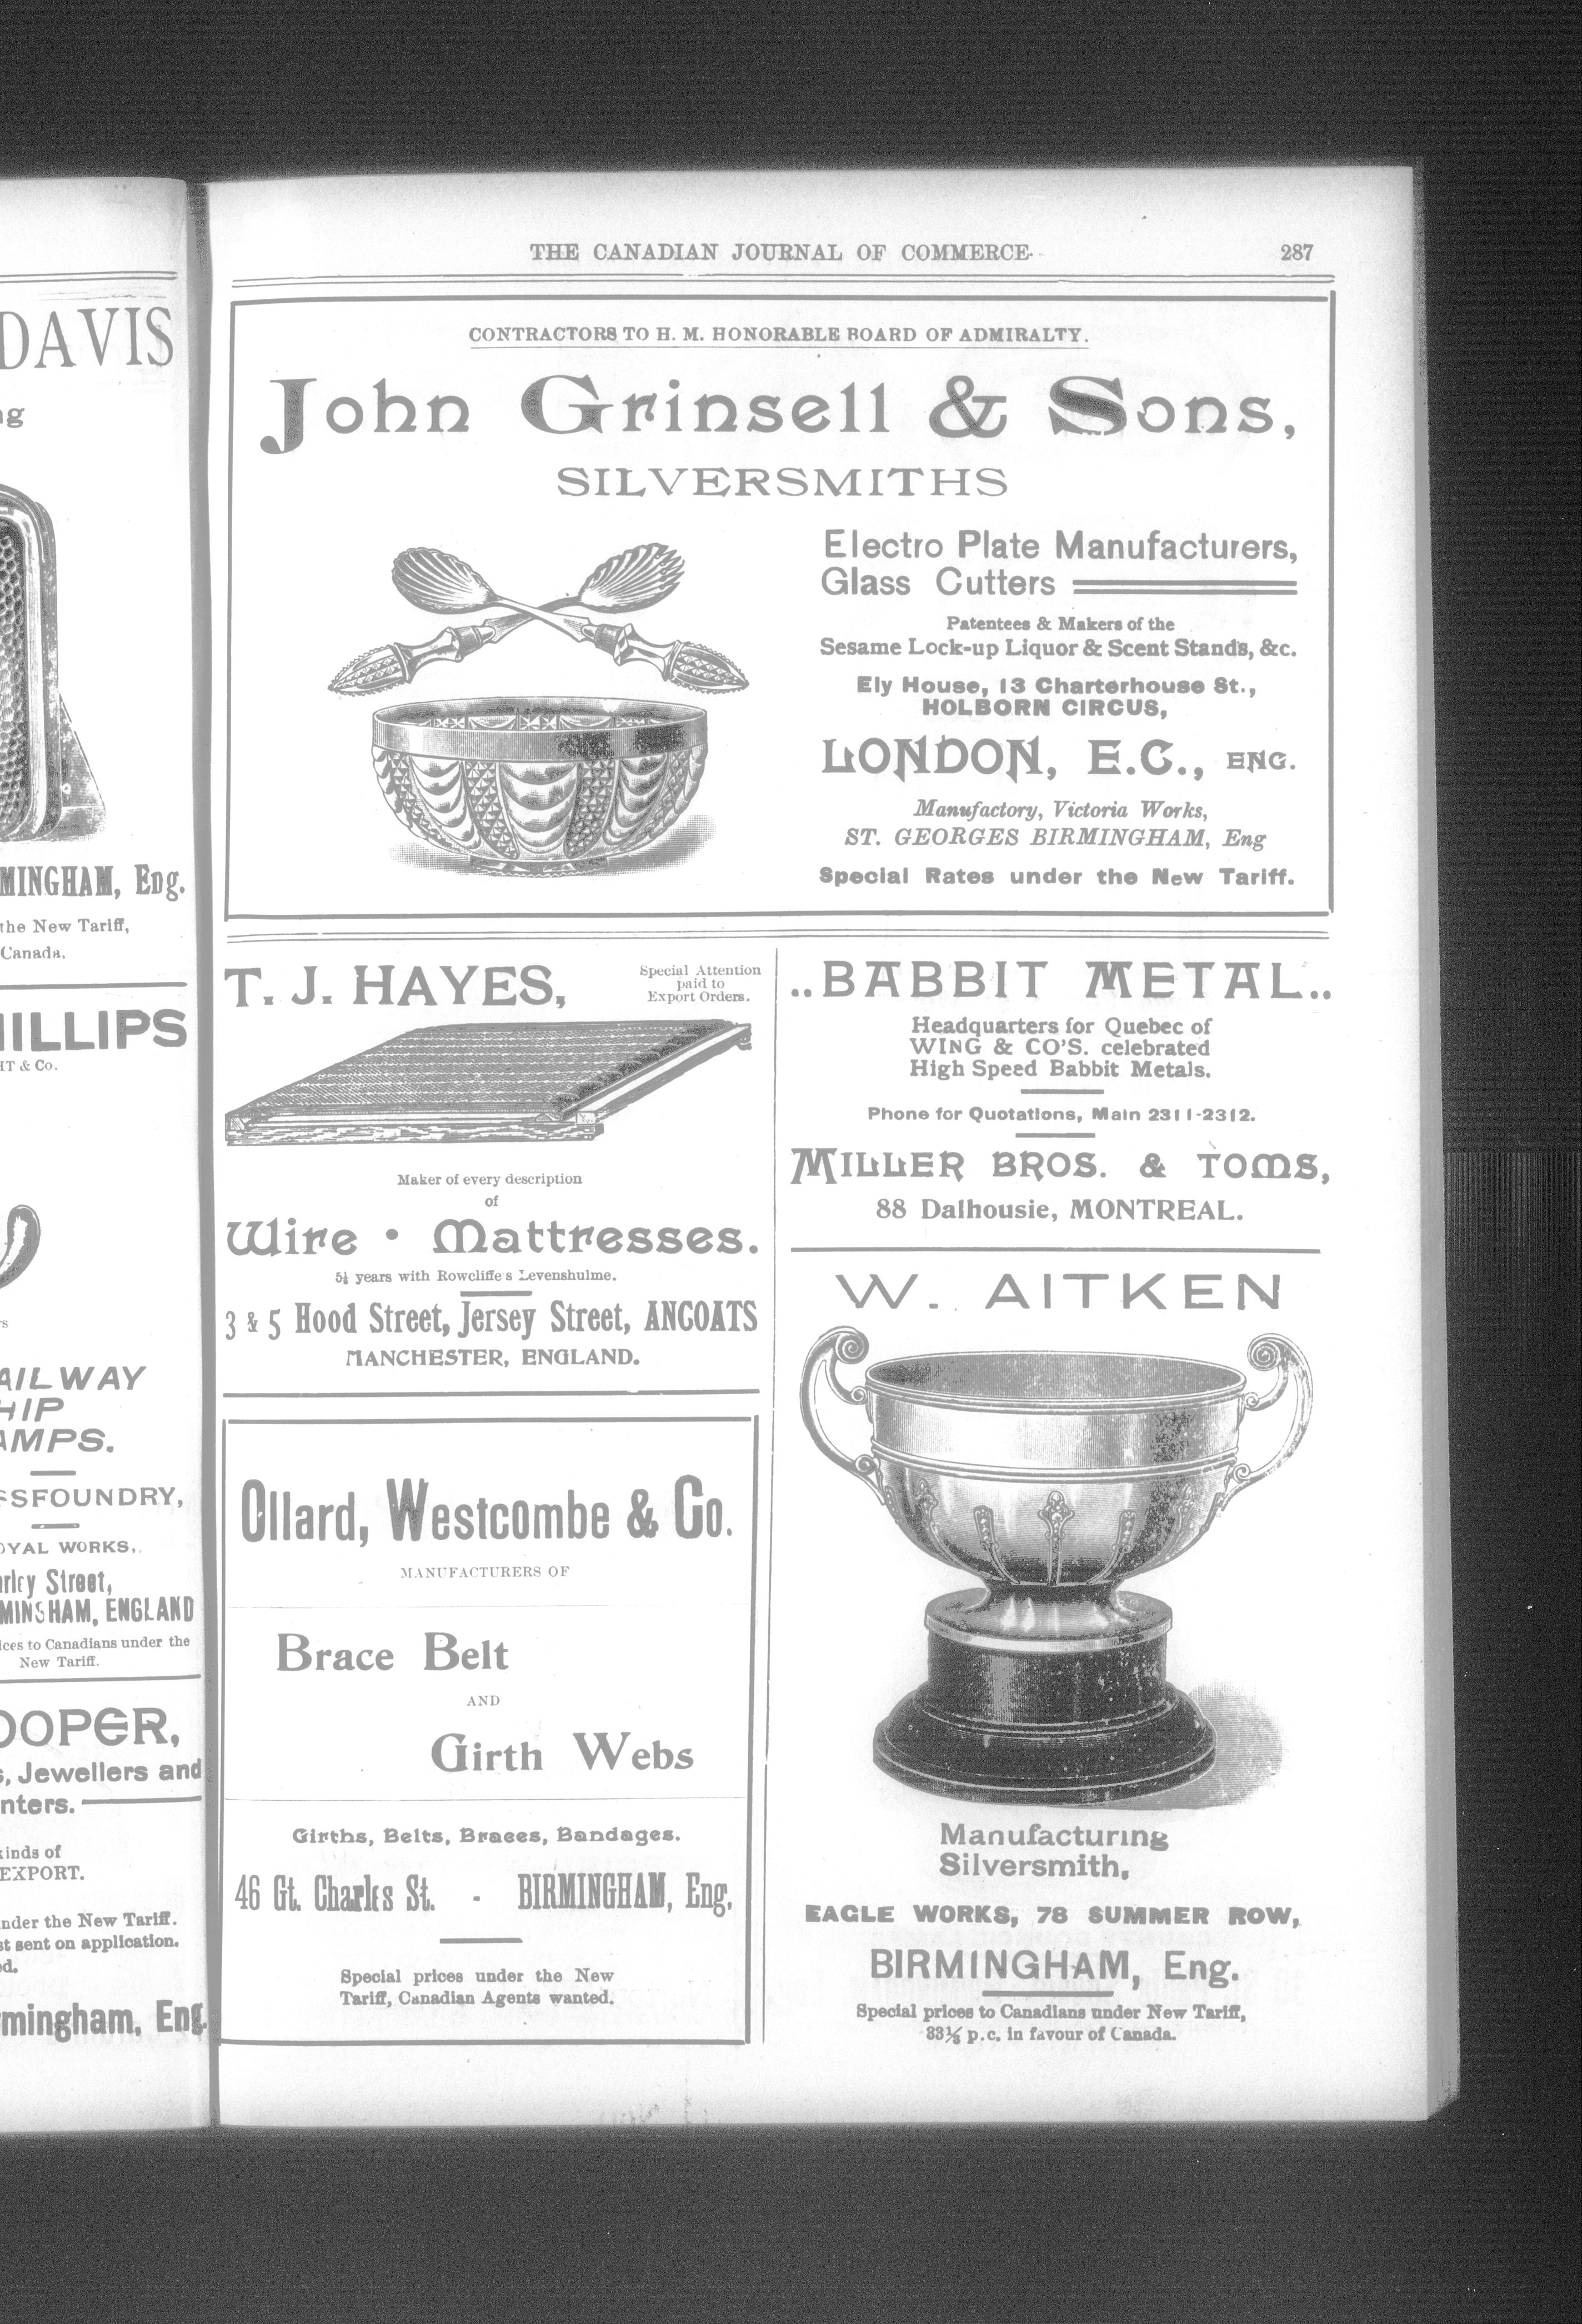 DAVIS
MINGHAM, Eng.
the New Tariff,
Canada.
HILLIPS
& Co.
AILWAY
HIP
AMPS.
SSFOUNDRY,
OYAL WORKS,
Street,
MINGHAM, ENGLAND
ices to Canadians under the
New Tariff.
OOPER,
s, Jewellers and
nters.
kinds of
EXPORT.
nder the New Tariff.
st sent on application.
ed.
rmingham, Eng.
THE CANADIAN JOURNAL OF COMMERCE 287
CONTRACTORS TO H. M. HONORABLE BOARD OF ADMIRALTY.
John Grinsell & Sons,
SILVERSMITHS
Electro Plate Manufacturers,
Glass Cutters
Patentees & Makers of the
Sesame Lock-up Liquor & Scent Stands, &c.
Ely House, 13 Charterhouse St.,
HOLBORN CIRCUS,
LONDON, E.C., ENG.
Manufactory, Victoria Works,
ST. GEORGES BIRMINGHAM, Eng
Special Rates under the New Tariff.
T. J. HAYES,
Special Attention
paid to
Export Orders.
Maker of every description
of
Wire • Mattresses.
5½ years with Rowcliffe's Levenshulme.
3 & 5 Hood Street, Jersey Street, ANCOATS
MANCHESTER, ENGLAND.
Ollard, Westcombe & Co.
MANUFACTURERS OF
Brace Belt
AND
Girth Webs
Girths, Belts, Braces, Bandages.
46 Gt. Charles St. - BIRMINGHAM, Eng.
Special prices under the New
Tariff, Canadian Agents wanted.
..BABBIT METAL..
Headquarters for Quebec of
WING & CO'S. celebrated
High Speed Babbit Metals.
Phone for Quotations, Main 2311-2312.
MILLER BROS. & TOMS,
88 Dalhousie, MONTREAL.
W. AITKEN
Manufacturing
Silversmith,
EAGLE WORKS, 78 SUMMER ROW,
BIRMINGHAM, Eng.
Special prices to Canadians under New Tariff,
33⅓ p.c. in favour of Canada.